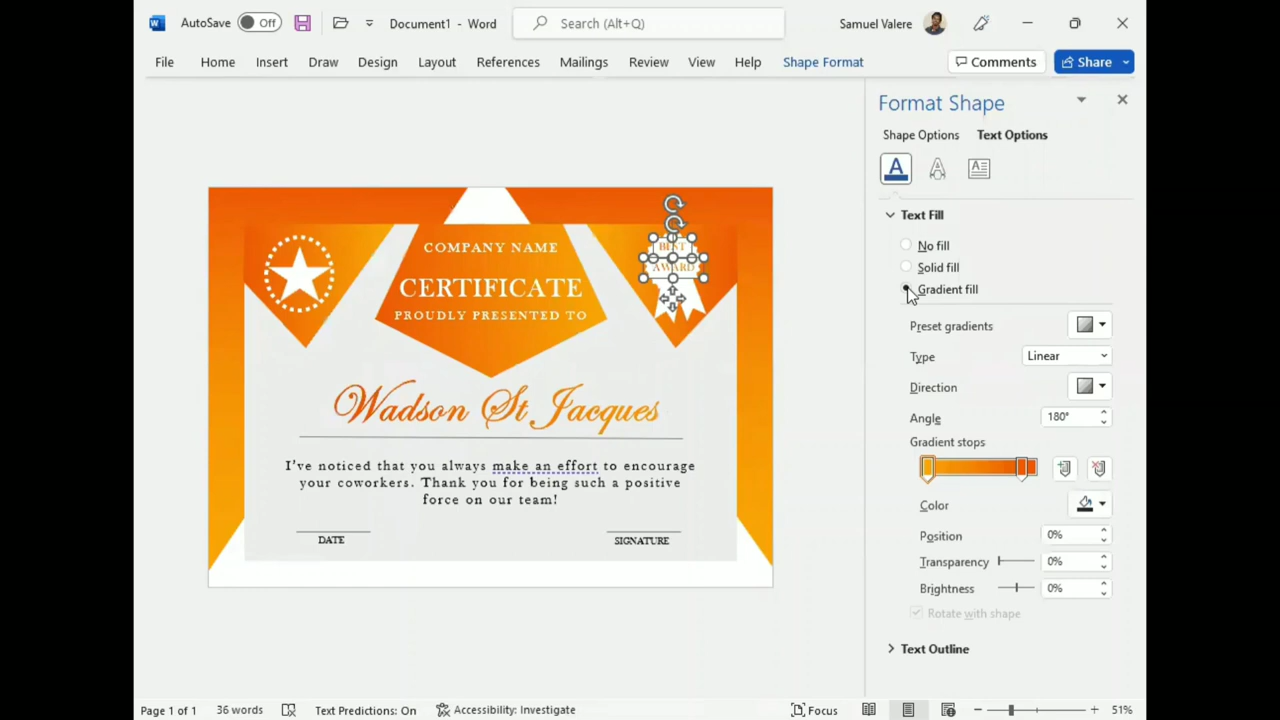 AutoSave Off Document1 - Word Search (Alt+Q) Samuel Valere
File Home Insert Draw Design Layout References Mailings Review View Help Shape Format Comments Share
Format Shape
Shape Options Text Options
Text Fill
No fill
Solid fill
Gradient fill
Preset gradients
Type Linear
Direction
Angle 180°
Gradient stops
Color
Position 0%
Transparency 0%
Brightness 0%
Rotate with shape
Text Outline
COMPANY NAME
CERTIFICATE
PROUDLY PRESENTED TO
BEST
AWARD
Wadson St Jacques
I've noticed that you always make an effort to encourage
your coworkers. Thank you for being such a positive
force on our team!
DATE SIGNATURE
Page 1 of 1 36 words Text Predictions: On Accessibility: Investigate Focus 51%